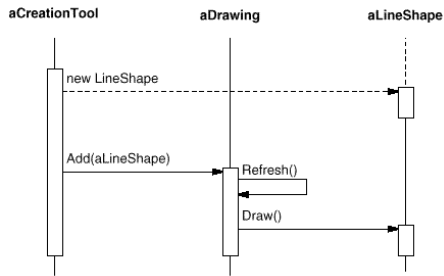 aCreationTool aDrawing aLineShape
new LineShape
Add(aLineShape)
Refresh()
Draw()